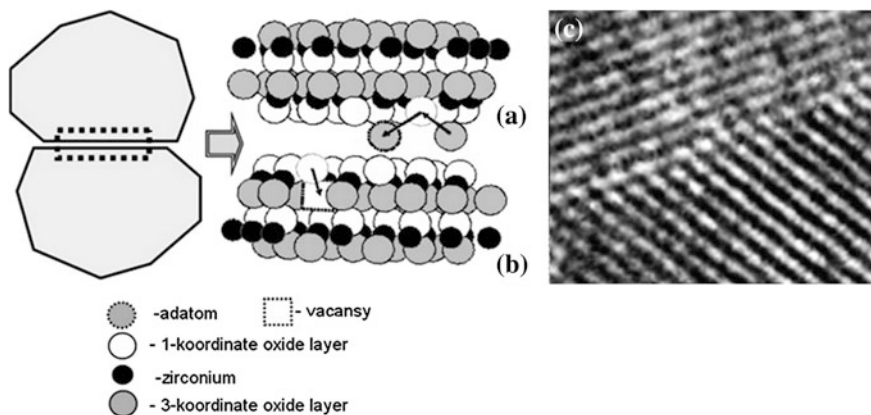 (a)
(b)
(c)
-adatom
- vacansy
- 1-koordinate oxide layer
-zirconium
- 3-koordinate oxide layer